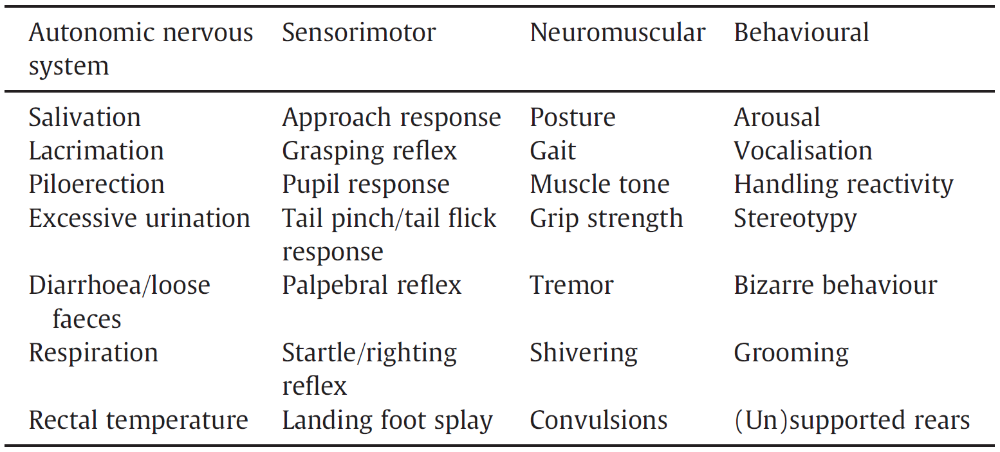 Autonomic nervous system Sensorimotor Neuromuscular Behavioural
Salivation Approach response Posture Arousal
Lacrimation Grasping reflex Gait Vocalisation
Piloerection Pupil response Muscle tone Handling reactivity
Excessive urination Tail pinch/tail flick response Grip strength Stereotypy
Diarrhoea/loose faeces Palpebral reflex Tremor Bizarre behaviour
Respiration Startle/righting reflex Shivering Grooming
Rectal temperature Landing foot splay Convulsions (Un)supported rears